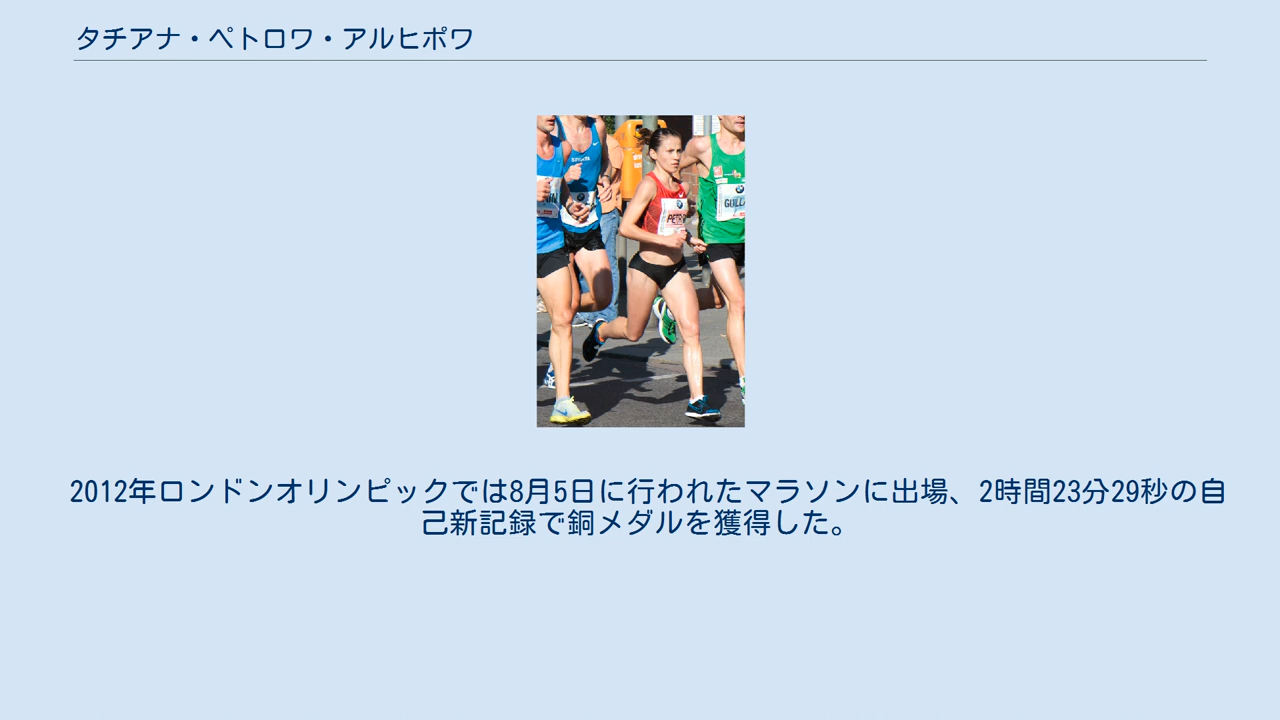 タチアナ・ペトロワ・アルヒポワ
2012年ロンドンオリンピックでは8月5日に行われたマラソンに出場、2時間23分29秒の自
己新記録で銅メダルを獲得した。